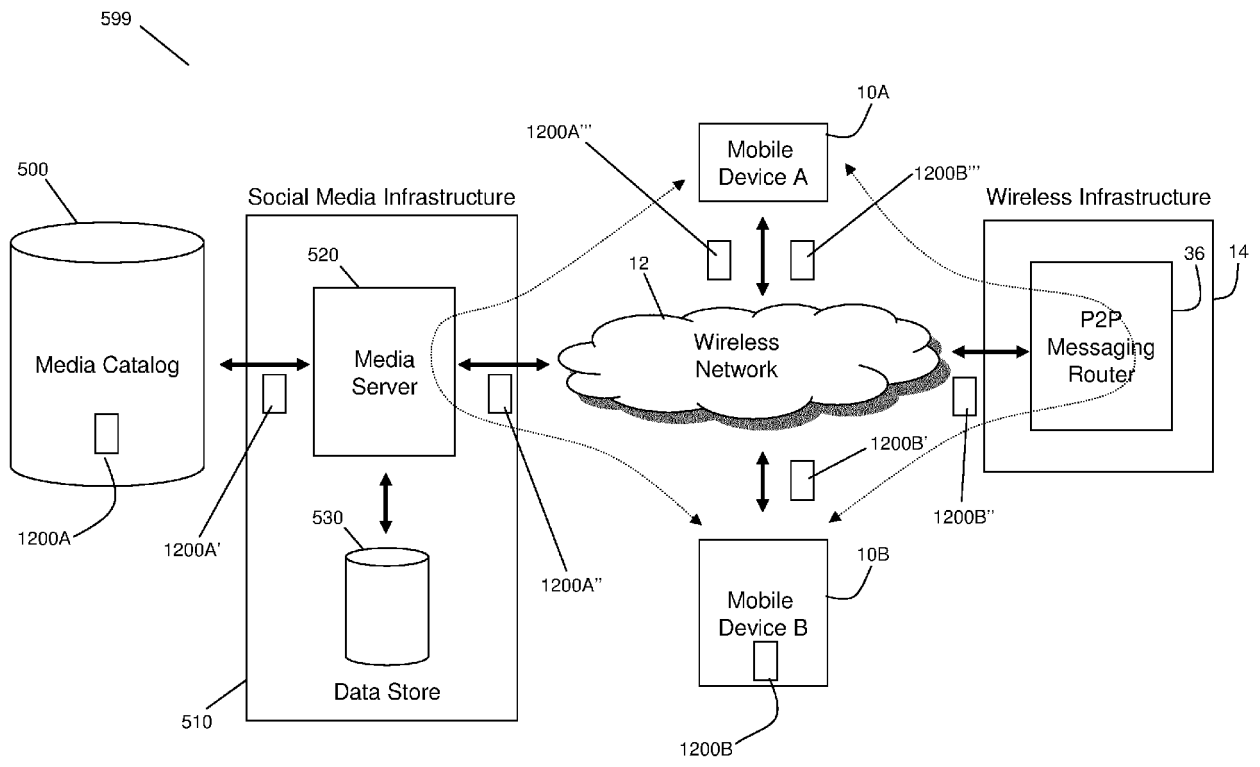 599
10A
1200A'''
Mobile
Device A
1200B'''
500
Social Media Infrastructure
Wireless Infrastructure
520
12
36
14
Media Catalog
Media
Server
Wireless
Network
P2P
Messaging
Router
1200A
1200A'
530
1200A''
1200B'
1200B''
10B
Mobile
Device B
Data Store
510
1200B